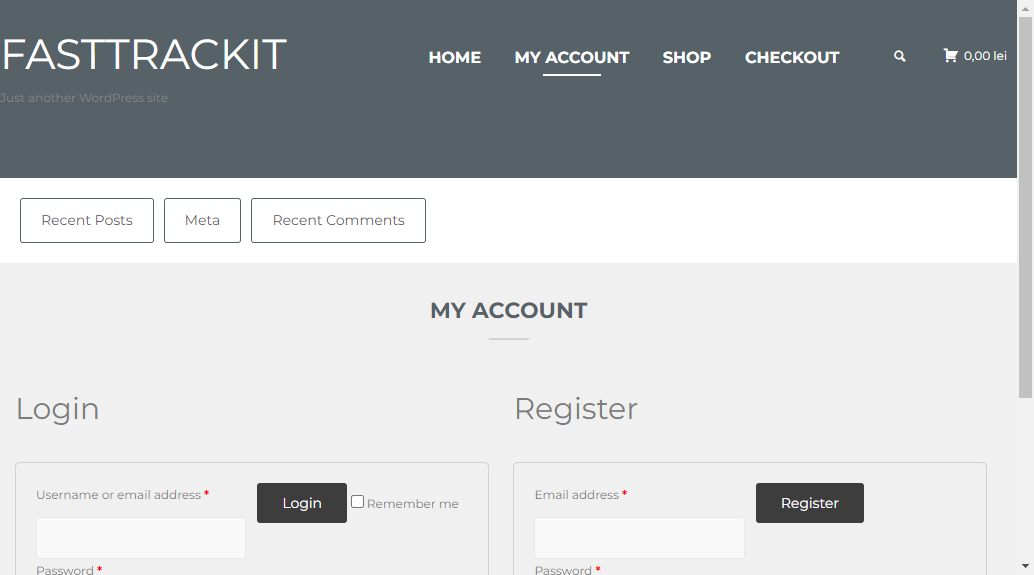 FASTTRACKIT
Just another WordPress site
HOME MY ACCOUNT SHOP CHECKOUT 0,00 lei
Recent Posts Meta Recent Comments
MY ACCOUNT
Login
Username or email address *
Login Remember me
Password *
Register
Email address *
Register
Password *